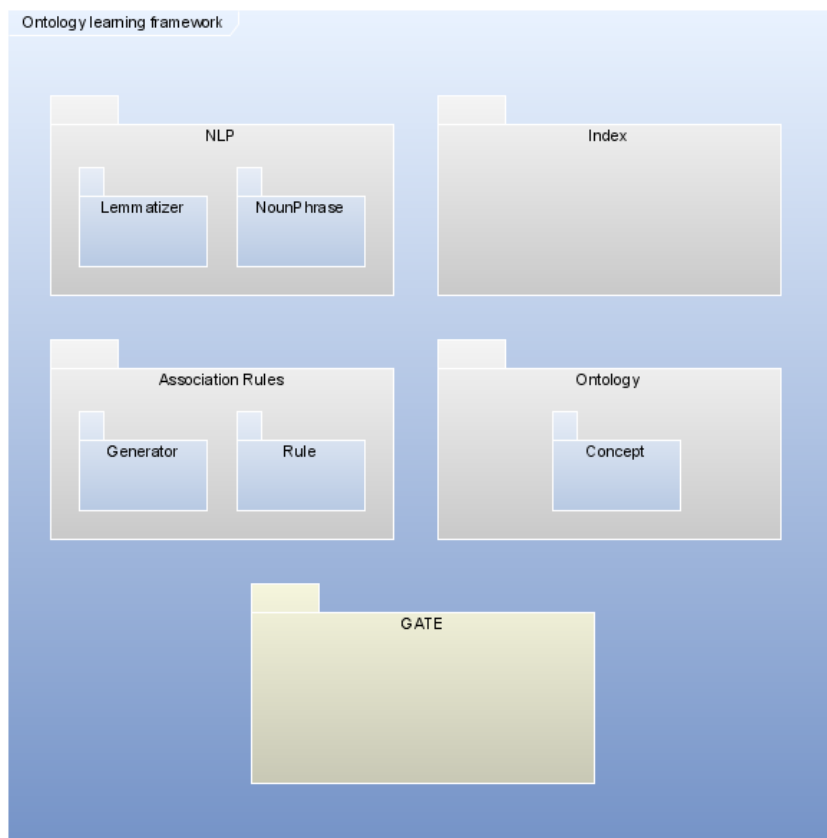 Ontology learning framework
NLP
Index
Lemmatizer
NounPhrase
Association Rules
Ontology
Generator
Rule
Concept
GATE